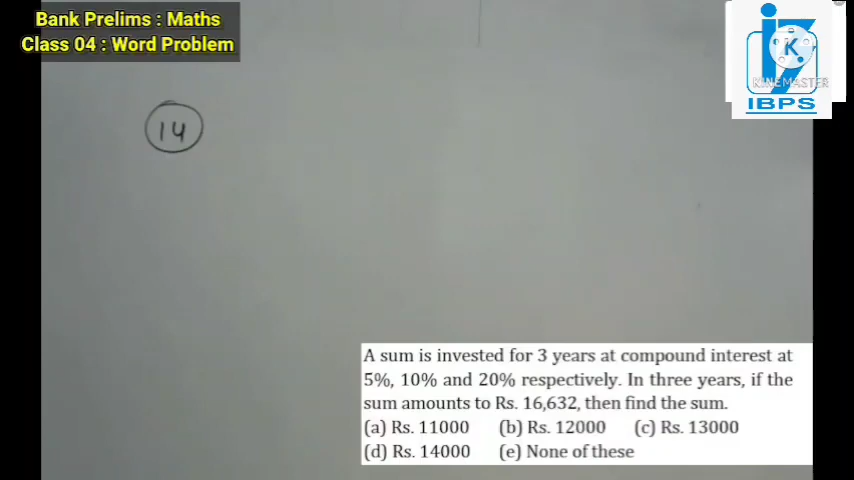 Bank Prelims : Maths
Class 04 : Word Problem
K
KINEMASTER
IBPS
14
A sum is invested for 3 years at compound interest at
5%, 10% and 20% respectively. In three years, if the
sum amounts to Rs. 16,632, then find the sum.
(a) Rs. 11000 (b) Rs. 12000 (c) Rs. 13000
(d) Rs. 14000 (e) None of these